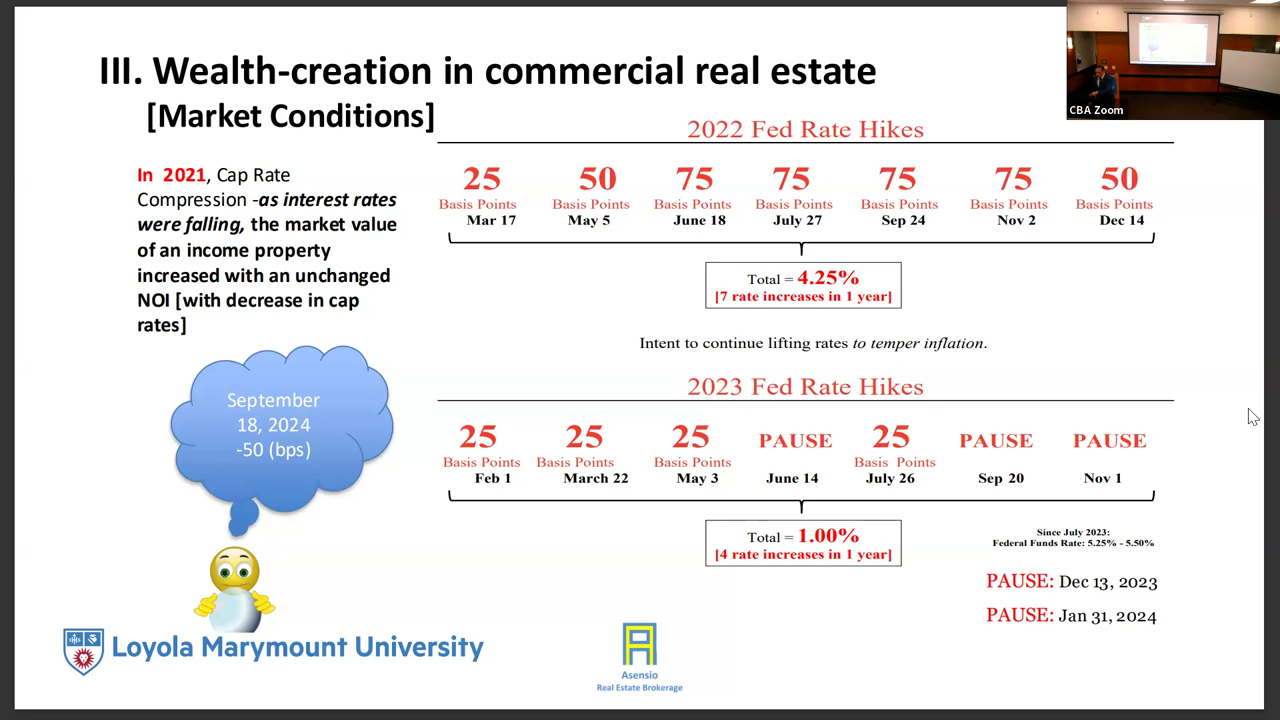 III. Wealth-creation in commercial real estate
[Market Conditions]
CBA Zoom
In 2021, Cap Rate
Compression -as interest rates
were falling, the market value
of an income property
increased with an unchanged
NOI [with decrease in cap
rates]
September
18, 2024
-50 (bps)
2022 Fed Rate Hikes
25 50 75 75 75 75 50
Basis Points Basis Points Basis Points Basis Points Basis Points Basis Points Basis Points
Mar 17 May 5 June 18 July 27 Sep 24 Nov 2 Dec 14
Total = 4.25%
[7 rate increases in 1 year]
Intent to continue lifting rates to temper inflation.
2023 Fed Rate Hikes
25 25 25 PAUSE 25 PAUSE PAUSE
Basis Points Basis Points Basis Points Basis Points
Feb 1 March 22 May 3 June 14 July 26 Sep 20 Nov 1
Total = 1.00%
[4 rate increases in 1 year]
Since July 2023:
Federal Funds Rate: 5.25% - 5.50%
PAUSE: Dec 13, 2023
PAUSE: Jan 31, 2024
Loyola Marymount University
Asensio
Real Estate Brokerage